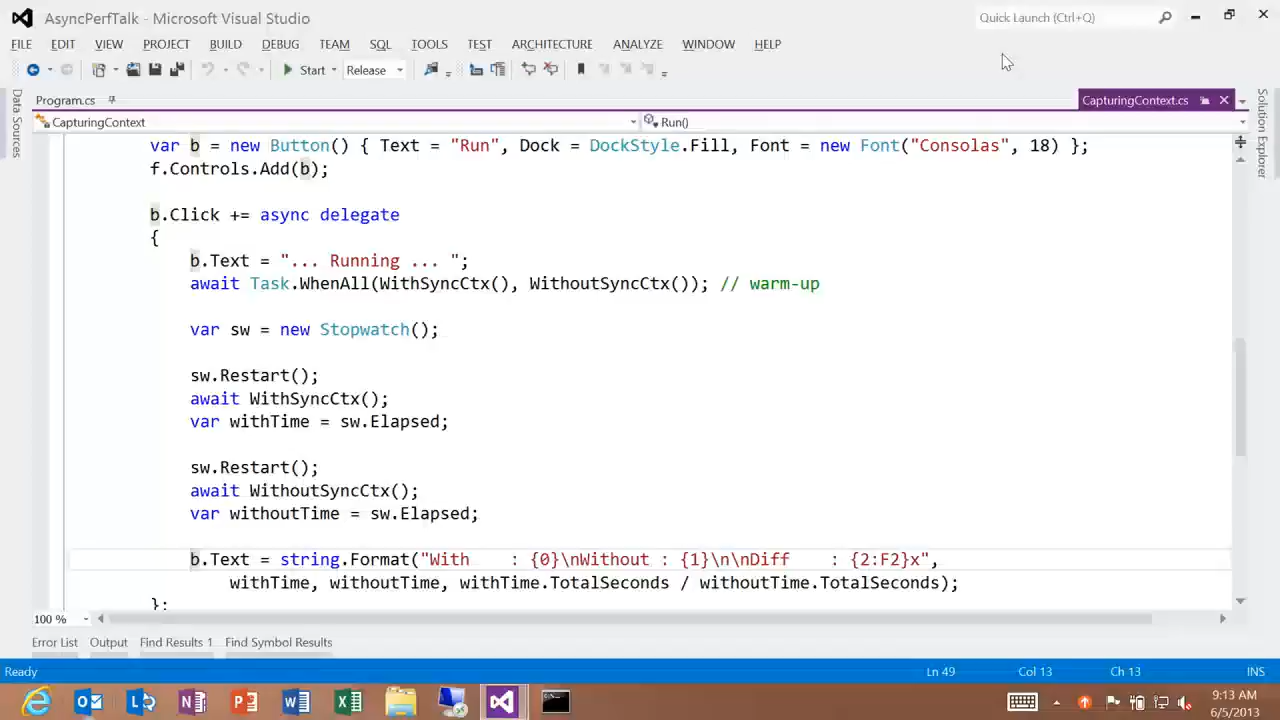 AsyncPerfTalk - Microsoft Visual Studio
Quick Launch (Ctrl+Q)
FILE EDIT VIEW PROJECT BUILD DEBUG TEAM SQL TOOLS TEST ARCHITECTURE ANALYZE WINDOW HELP
Start Release
Program.cs CapturingContext.cs
CapturingContext Run()
Data Sources
Solution Explorer
var b = new Button() { Text = "Run", Dock = DockStyle.Fill, Font = new Font("Consolas", 18) };
f.Controls.Add(b);
b.Click += async delegate
{
b.Text = "... Running ... ";
await Task.WhenAll(WithSyncCtx(), WithoutSyncCtx()); // warm-up
var sw = new Stopwatch();
sw.Restart();
await WithSyncCtx();
var withTime = sw.Elapsed;
sw.Restart();
await WithoutSyncCtx();
var withoutTime = sw.Elapsed;
b.Text = string.Format("With    : {0}\nWithout : {1}\n\nDiff    : {2:F2}x",
withTime, withoutTime, withTime.TotalSeconds / withoutTime.TotalSeconds);
};
100 %
Error List Output Find Results 1 Find Symbol Results
Ready Ln 49 Col 13 Ch 13 INS
9:13 AM
6/5/2013